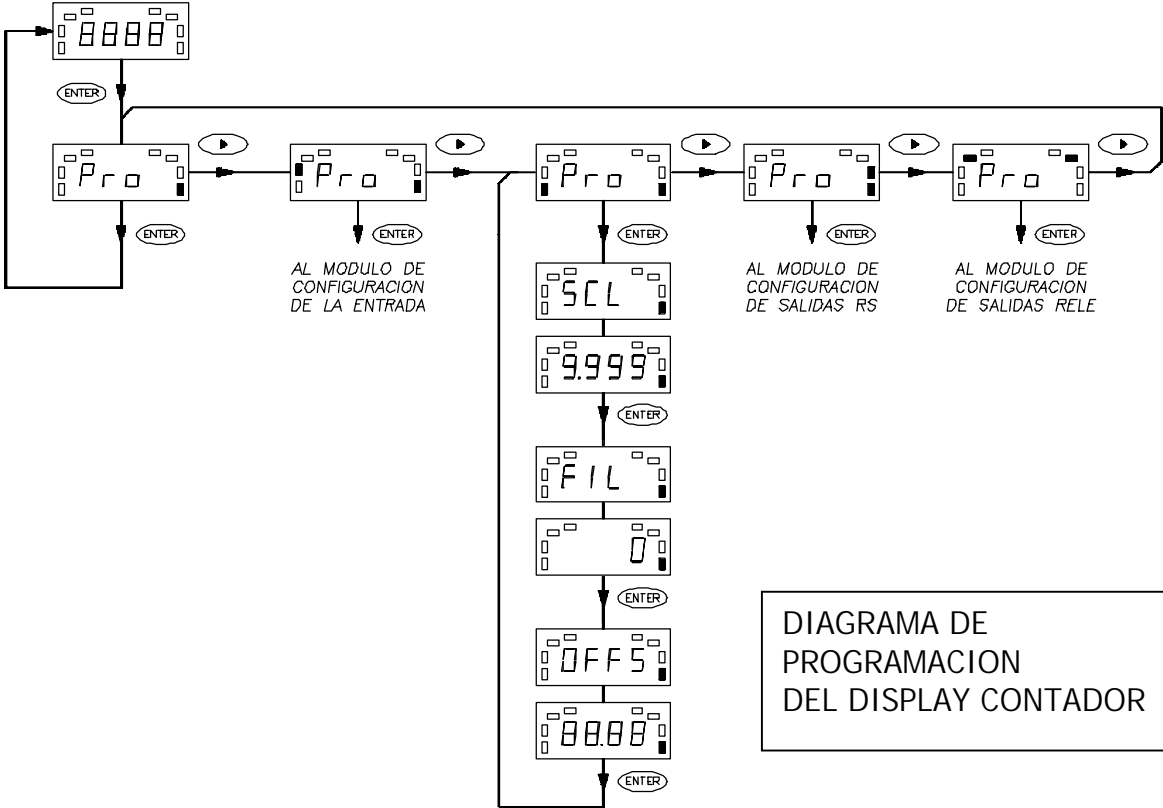 8888
ENTER
Pro
Pro
Pro
Pro
Pro
ENTER
ENTER
ENTER
ENTER
ENTER
AL MODULO DE
CONFIGURACION
DE LA ENTRADA
AL MODULO DE
CONFIGURACION
DE SALIDAS RS
AL MODULO DE
CONFIGURACION
DE SALIDAS RELE
SCL
9.999
ENTER
FIL
0
ENTER
OFFS
88.88
ENTER
DIAGRAMA DE
PROGRAMACION
DEL DISPLAY CONTADOR